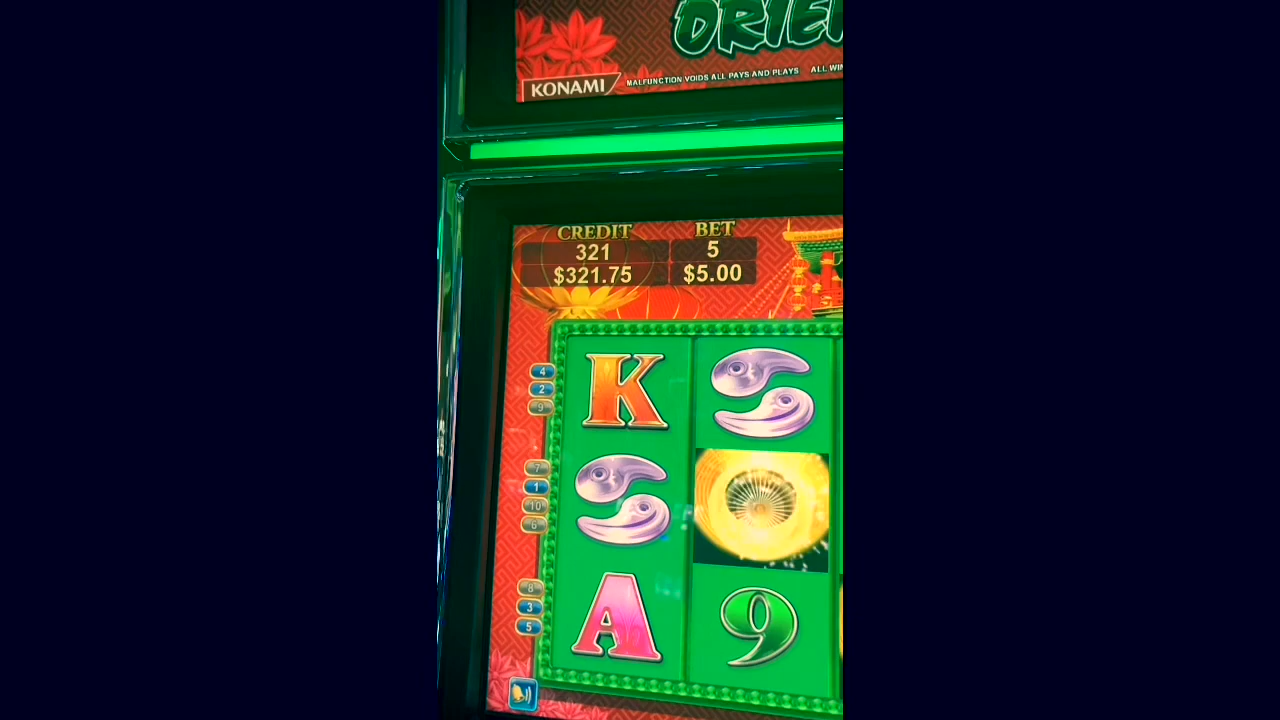 ORIE
KONAMI
MALFUNCTION VOIDS ALL PAYS AND PLAYS ALL WIN
CREDIT BET
321 5
$321.75 $5.00
K
4
2
9
7
1
10
6
A 9
8
3
5